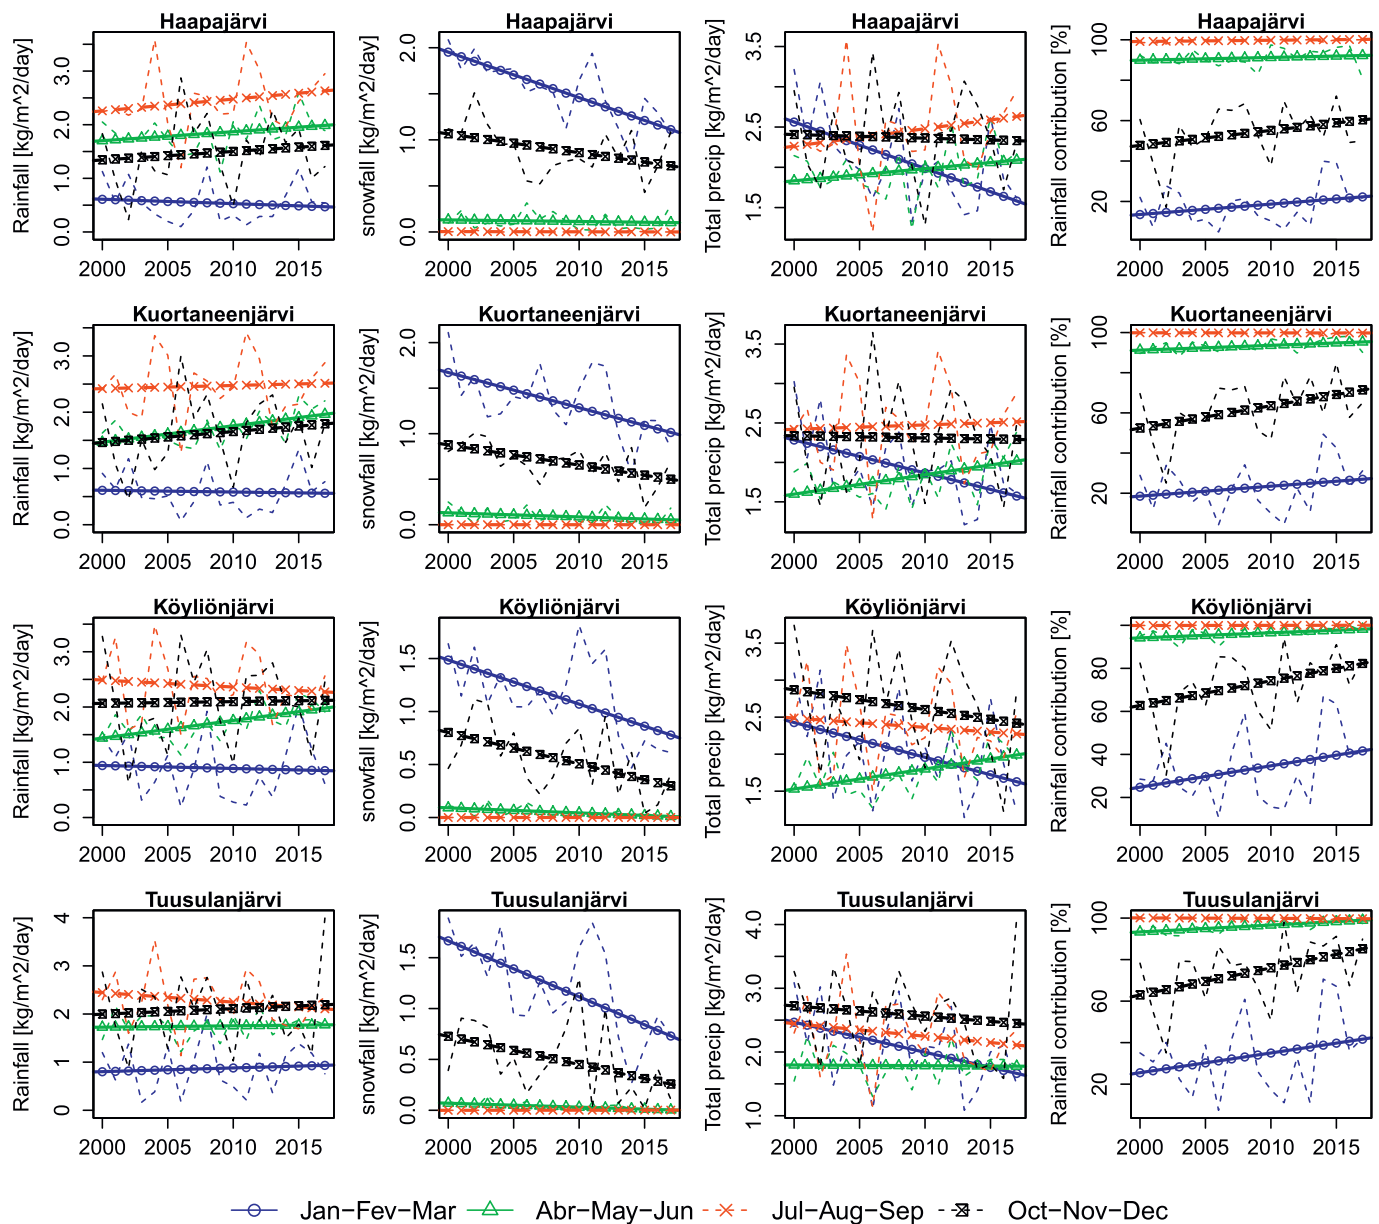 Haapajärvi Haapajärvi Haapajärvi Haapajärvi
Rainfall [kg/m^2/day]
0.0 1.0 2.0 3.0
2000 2005 2010 2015
snowfall [kg/m^2/day]
0.0 1.0 2.0
2000 2005 2010 2015
Total precip [kg/m^2/day]
1.5 2.5 3.5
2000 2005 2010 2015
Rainfall contribution [%]
20 60 100
2000 2005 2010 2015
Kuortaneenjärvi Kuortaneenjärvi Kuortaneenjärvi Kuortaneenjärvi
Rainfall [kg/m^2/day]
0.0 1.0 2.0 3.0
2000 2005 2010 2015
snowfall [kg/m^2/day]
0.0 1.0 2.0
2000 2005 2010 2015
Total precip [kg/m^2/day]
1.5 2.5 3.5
2000 2005 2010 2015
Rainfall contribution [%]
20 60 100
2000 2005 2010 2015
Köyliönjärvi Köyliönjärvi Köyliönjärvi Köyliönjärvi
Rainfall [kg/m^2/day]
0.0 1.0 2.0 3.0
2000 2005 2010 2015
snowfall [kg/m^2/day]
0.0 0.5 1.0 1.5
2000 2005 2010 2015
Total precip [kg/m^2/day]
1.5 2.5 3.5
2000 2005 2010 2015
Rainfall contribution [%]
20 40 60 80
2000 2005 2010 2015
Tuusulanjärvi Tuusulanjärvi Tuusulanjärvi Tuusulanjärvi
Rainfall [kg/m^2/day]
0 1 2 3 4
2000 2005 2010 2015
snowfall [kg/m^2/day]
0.0 0.5 1.0 1.5
2000 2005 2010 2015
Total precip [kg/m^2/day]
1.0 2.0 3.0 4.0
2000 2005 2010 2015
Rainfall contribution [%]
20 60 100
2000 2005 2010 2015
Jan−Fev−Mar Abr−May−Jun Jul−Aug−Sep Oct−Nov−Dec